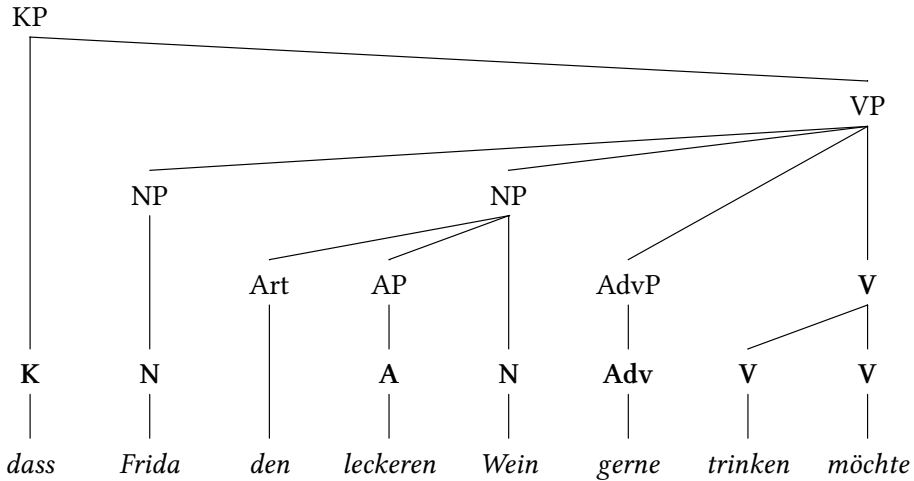 KP
VP
NP NP
Art AP AdvP V
K N A N Adv V V
dass Frida den leckeren Wein gerne trinken möchte